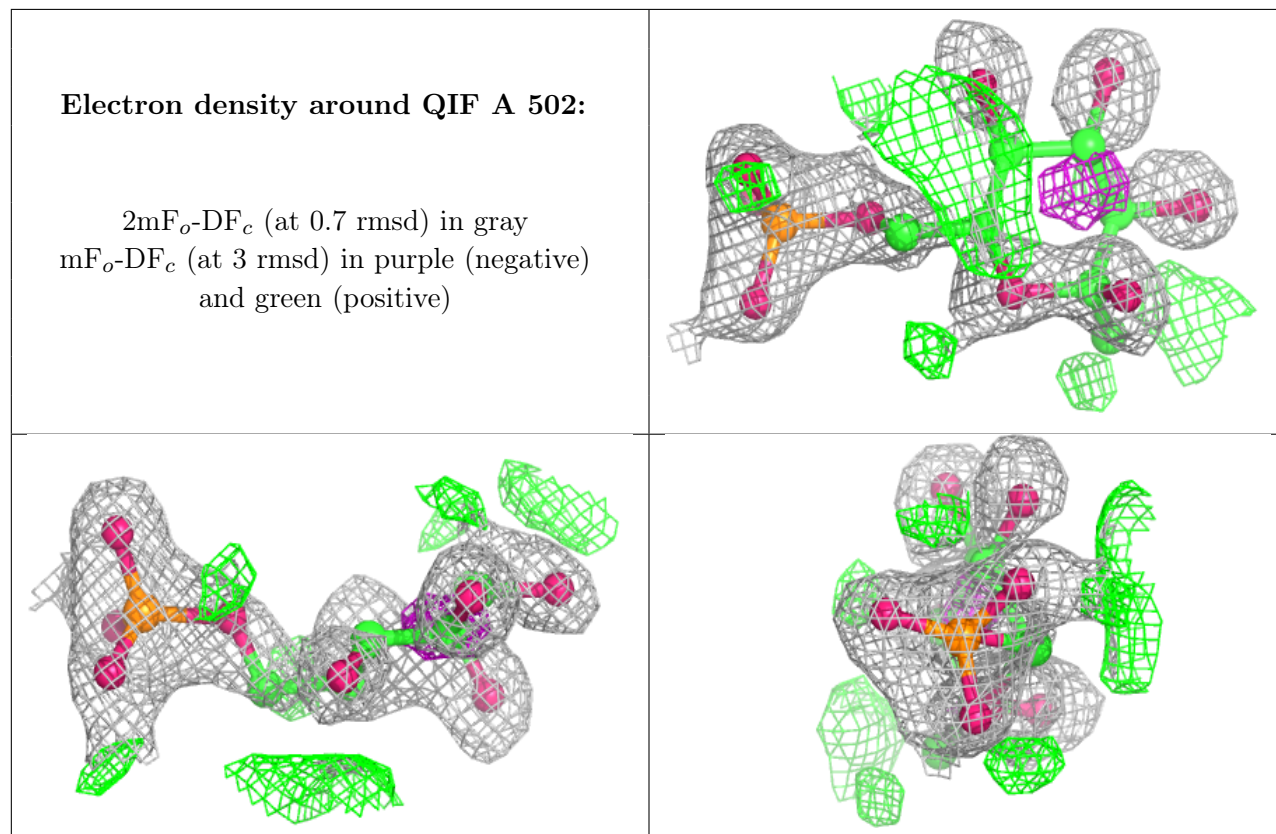 Electron density around QIF A 502:
2mFₒ-DF𝑐 (at 0.7 rmsd) in gray
mFₒ-DF𝑐 (at 3 rmsd) in purple (negative)
and green (positive)